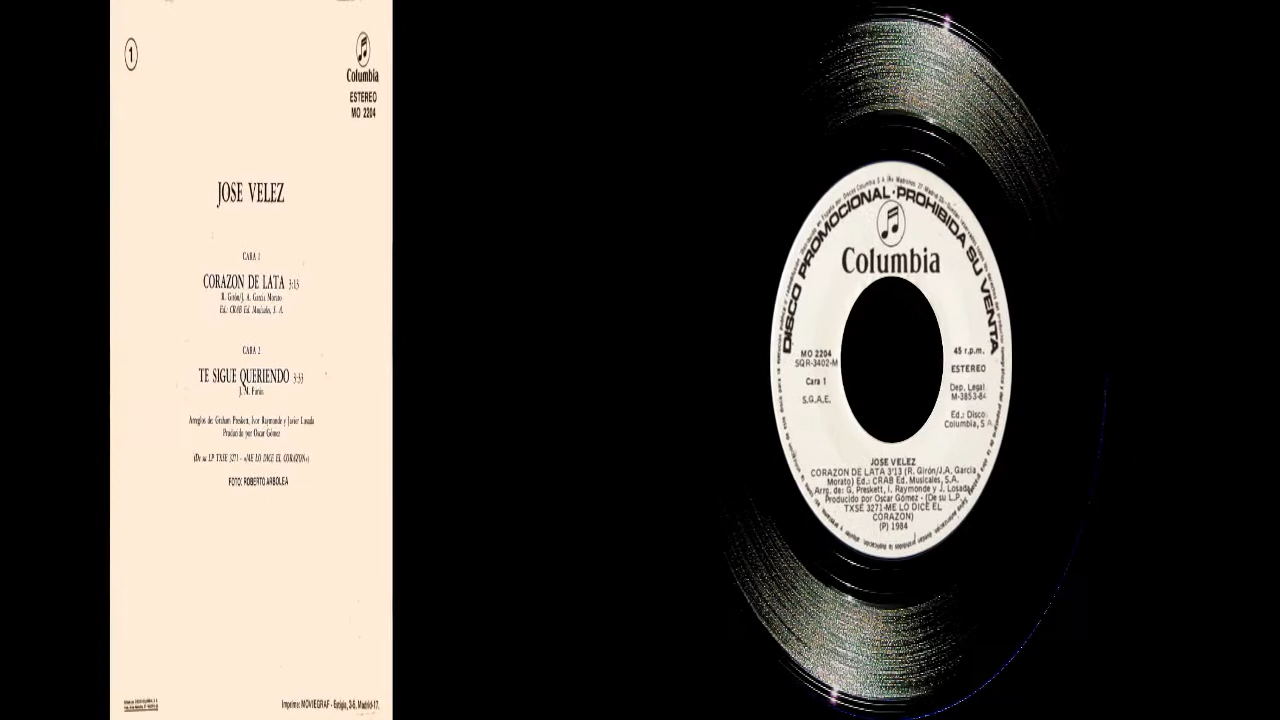 1
Columbia
ESTEREO
MO 2204
JOSE VELEZ
CARA 1
CORAZON DE LATA 3:13
R. Girón/J. A. García Morato
Ed.: CRAB Ed. Musicales, S. A.
CARA 2
TE SIGUE QUERIENDO 3:33
J. M. Purón
Arreglos de: Graham Preskett, Ivor Raymonde y Javier Losada
Producido por Oscar Gómez
(De su LP TXSE 3271 - «ME LO DICE EL CORAZON»)
FOTO: ROBERTO ARBOLEA
Imprime: MOVIEGRAF - Estigia, 3-5, Madrid-17.
DISCO PROMOCIONAL·PROHIBIDA SU VENTA
Columbia
MO 2204
SQR-3402-M
Cara 1
S.G.A.E.
45 r.p.m.
ESTEREO
Dep. Legal
M-3853-84
Ed.: Disco
Columbia, S A
JOSE VELEZ
CORAZON DE LATA 3'13 (R. Girón/J.A. García
Morato) Ed.: CRAB Ed. Musicales, S.A.
Arrg. de: G. Preskett, I. Raymonde y J. Losada
Producido por Oscar Gómez - (De su L.P.
TXSE 3271-ME LO DICE EL
CORAZON)
(P) 1984